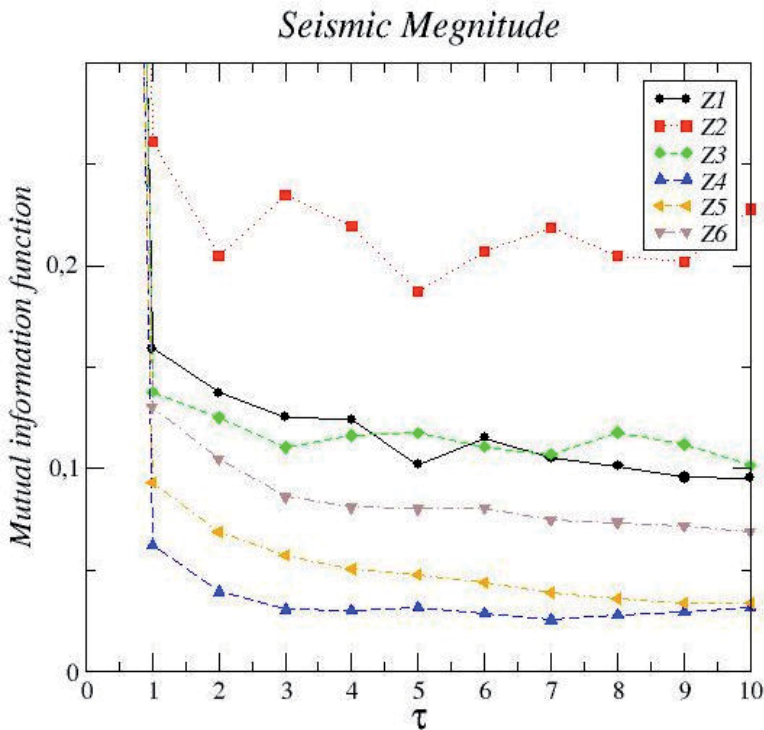 Seismic Megnitude
Z1
Z2
Z3
Z4
Z5
Z6
Mutual information function
0,2
0,1
0
0 1 2 3 4 5 6 7 8 9 10
τ